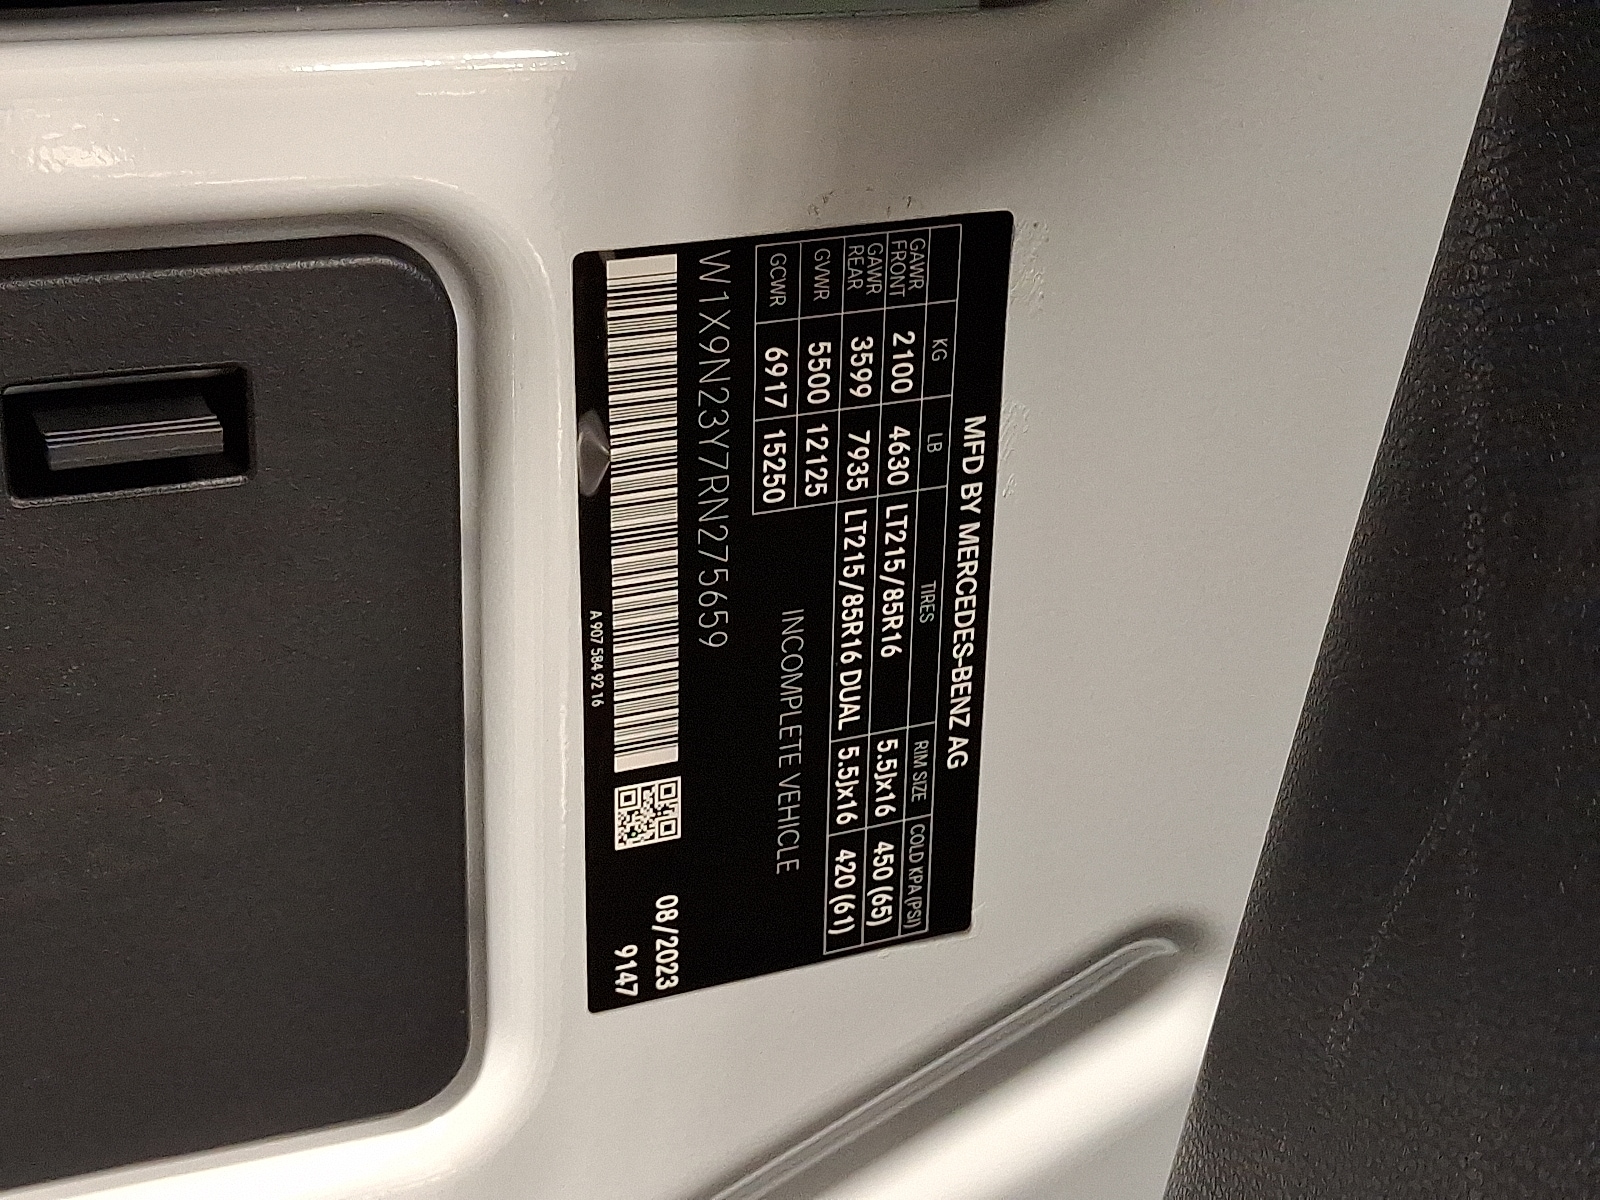 MFD BY MERCEDES-BENZ AG
KG LB TIRES RIM SIZE COLD KPA (PSI)
GAWR FRONT 2100 4630 LT215/85R16 5.5Jx16 450 (65)
GAWR REAR 3599 7935 LT215/85R16 DUAL 5.5Jx16 420 (61)
GVWR 5500 12125
GCWR 6917 15250
INCOMPLETE VEHICLE
W1X9N23Y7RN275659
08/2023
9147
A 907 584 92 16